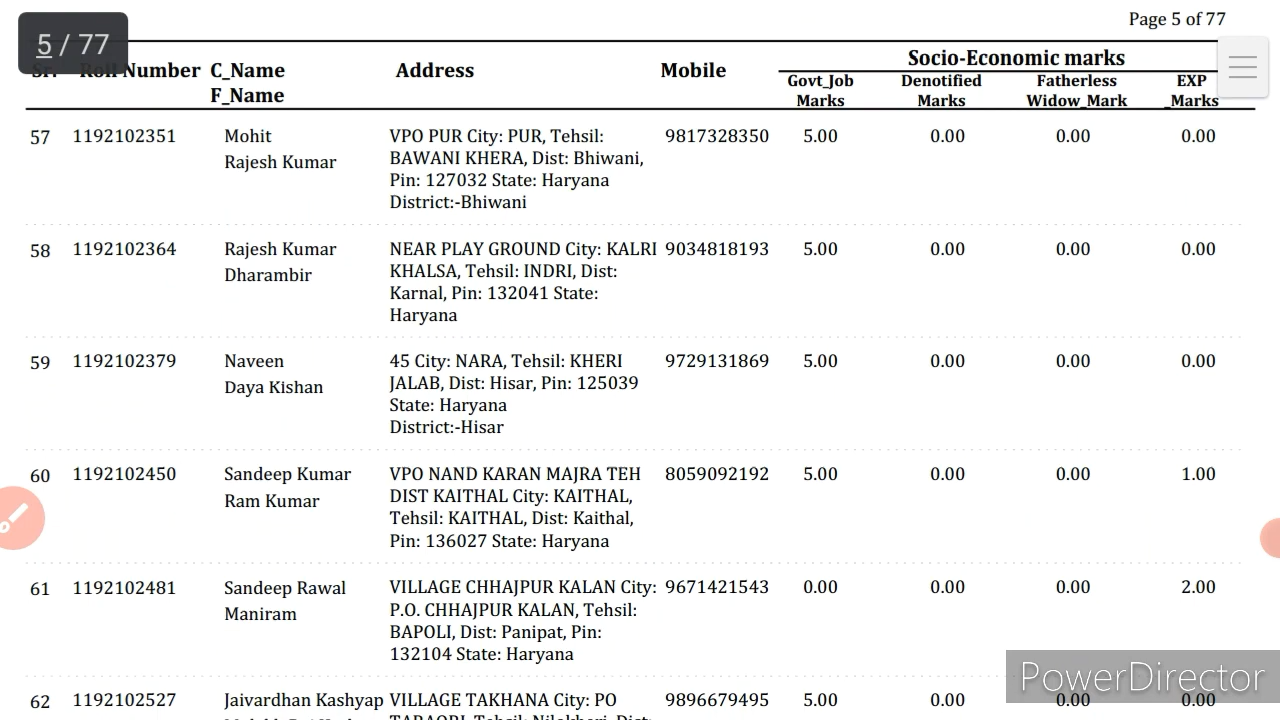 Page 5 of 77
5 / 77
Sr. Roll Number C_Name Address Mobile Socio-Economic marks
F_Name Govt_Job Denotified Fatherless EXP
Marks Marks Widow_Mark _Marks
57 1192102351 Mohit VPO PUR City: PUR, Tehsil: 9817328350 5.00 0.00 0.00 0.00
Rajesh Kumar BAWANI KHERA, Dist: Bhiwani,
Pin: 127032 State: Haryana
District:-Bhiwani
58 1192102364 Rajesh Kumar NEAR PLAY GROUND City: KALRI 9034818193 5.00 0.00 0.00 0.00
Dharambir KHALSA, Tehsil: INDRI, Dist:
Karnal, Pin: 132041 State:
Haryana
59 1192102379 Naveen 45 City: NARA, Tehsil: KHERI 9729131869 5.00 0.00 0.00 0.00
Daya Kishan JALAB, Dist: Hisar, Pin: 125039
State: Haryana
District:-Hisar
60 1192102450 Sandeep Kumar VPO NAND KARAN MAJRA TEH 8059092192 5.00 0.00 0.00 1.00
Ram Kumar DIST KAITHAL City: KAITHAL,
Tehsil: KAITHAL, Dist: Kaithal,
Pin: 136027 State: Haryana
61 1192102481 Sandeep Rawal VILLAGE CHHAJPUR KALAN City: 9671421543 0.00 0.00 0.00 2.00
Maniram P.O. CHHAJPUR KALAN, Tehsil:
BAPOLI, Dist: Panipat, Pin:
132104 State: Haryana
62 1192102527 Jaivardhan Kashyap VILLAGE TAKHANA City: PO 9896679495 5.00 0.00 0.00 0.00
PowerDirector